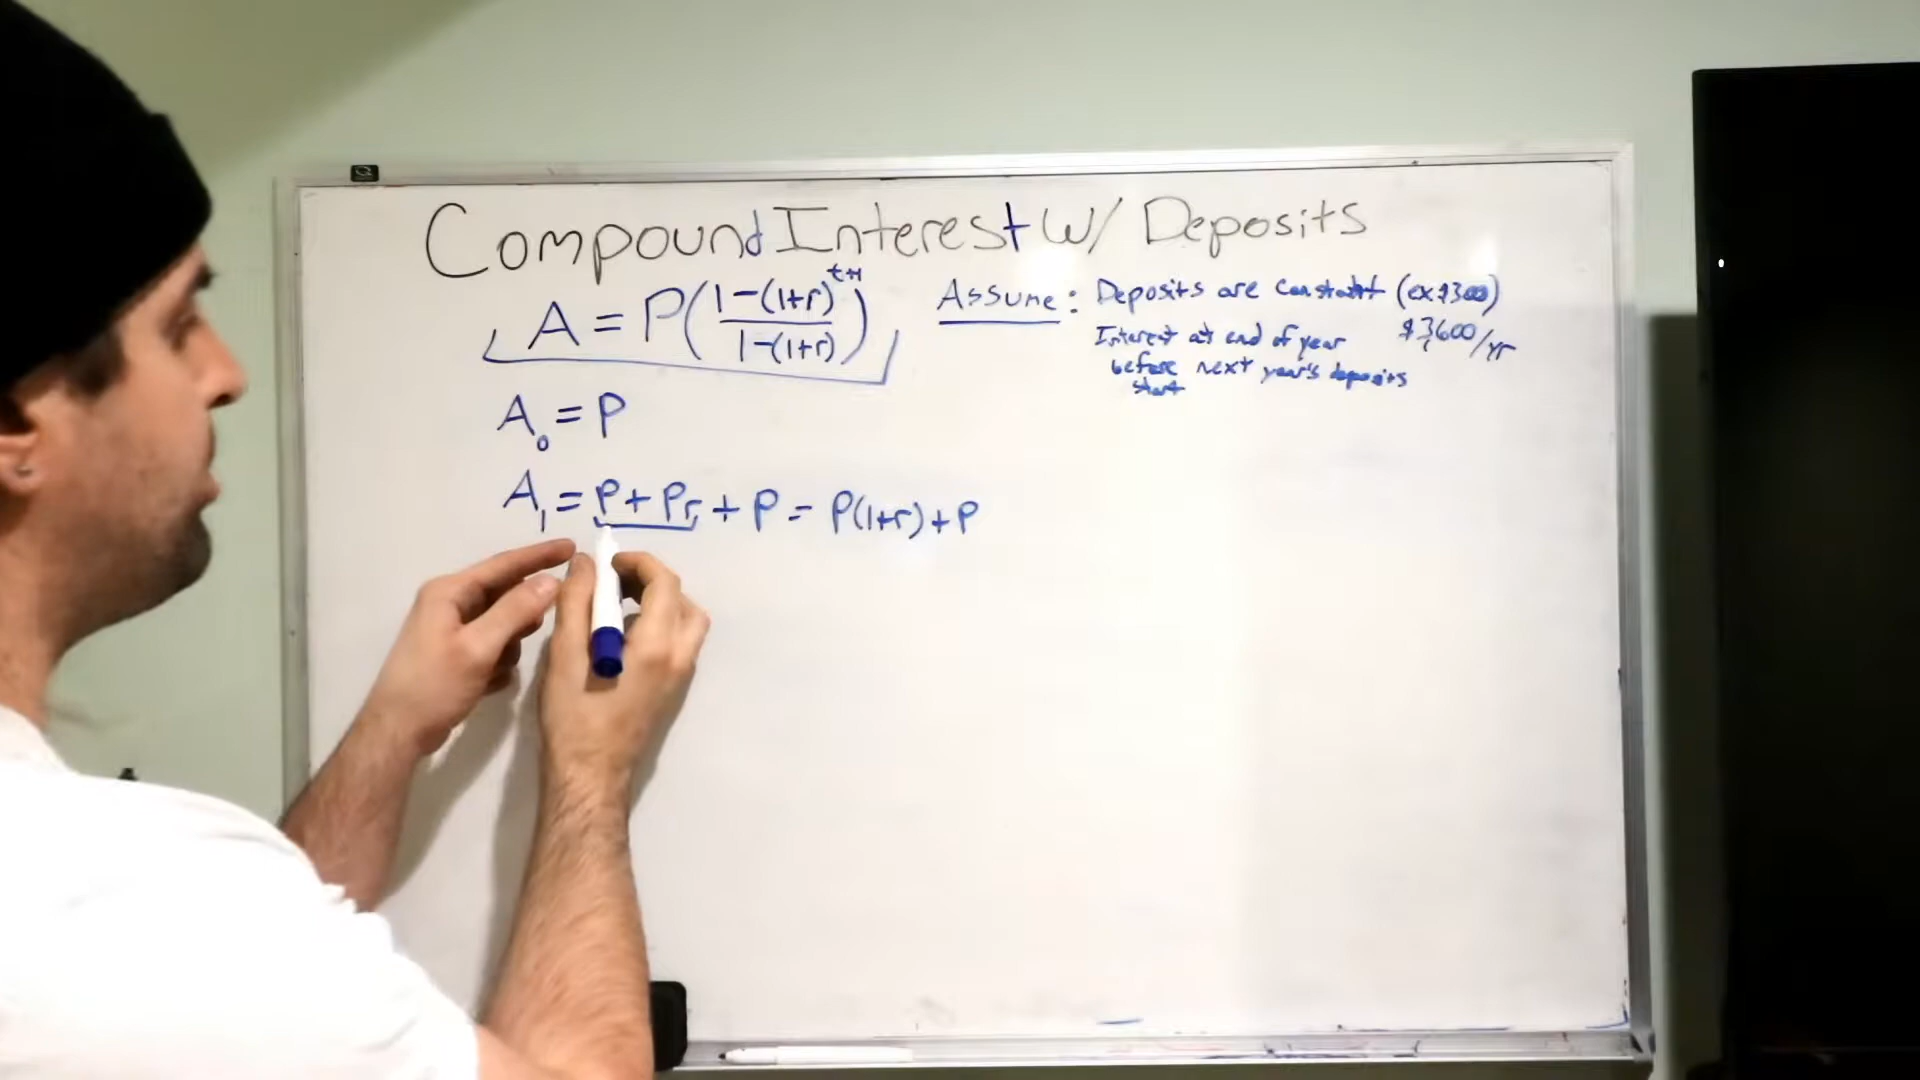 Compound Interest w/ Deposits
A = P((1-(1+r)^t+1)/(1-(1+r)))
Assume: Deposits are constant (ex $300)
$3600/yr
Interest at end of year
before next year's deposits
start
A₀ = P
A₁ = P + Pr + P = P(1+r) + P